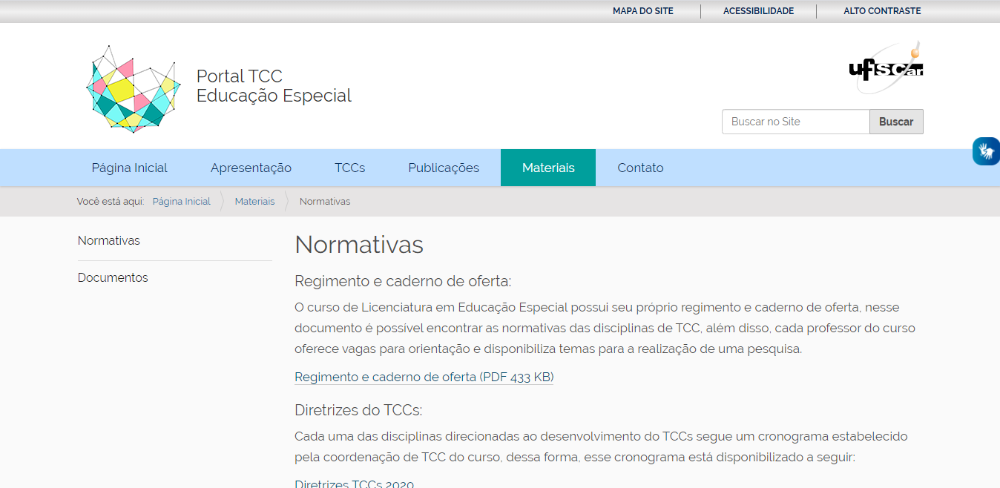 MAPA DO SITE
ACESSIBILIDADE
ALTO CONTRASTE
Portal TCC
Educação Especial
ufscar
Buscar no Site
Buscar
Página Inicial
Apresentação
TCCs
Publicações
Materiais
Contato
Você está aqui: Página Inicial Materiais Normativas
Normativas
Documentos
Normativas
Regimento e caderno de oferta:
O curso de Licenciatura em Educação Especial possui seu próprio regimento e caderno de oferta, nesse
documento é possível encontrar as normativas das disciplinas de TCC, além disso, cada professor do curso
oferece vagas para orientação e disponibiliza temas para a realização de uma pesquisa.
Regimento e caderno de oferta (PDF 433 KB)
Diretrizes do TCCs:
Cada uma das disciplinas direcionadas ao desenvolvimento do TCCs segue um cronograma estabelecido
pela coordenação de TCC do curso, dessa forma, esse cronograma está disponibilizado a seguir:
Diretrizes TCCs 2020